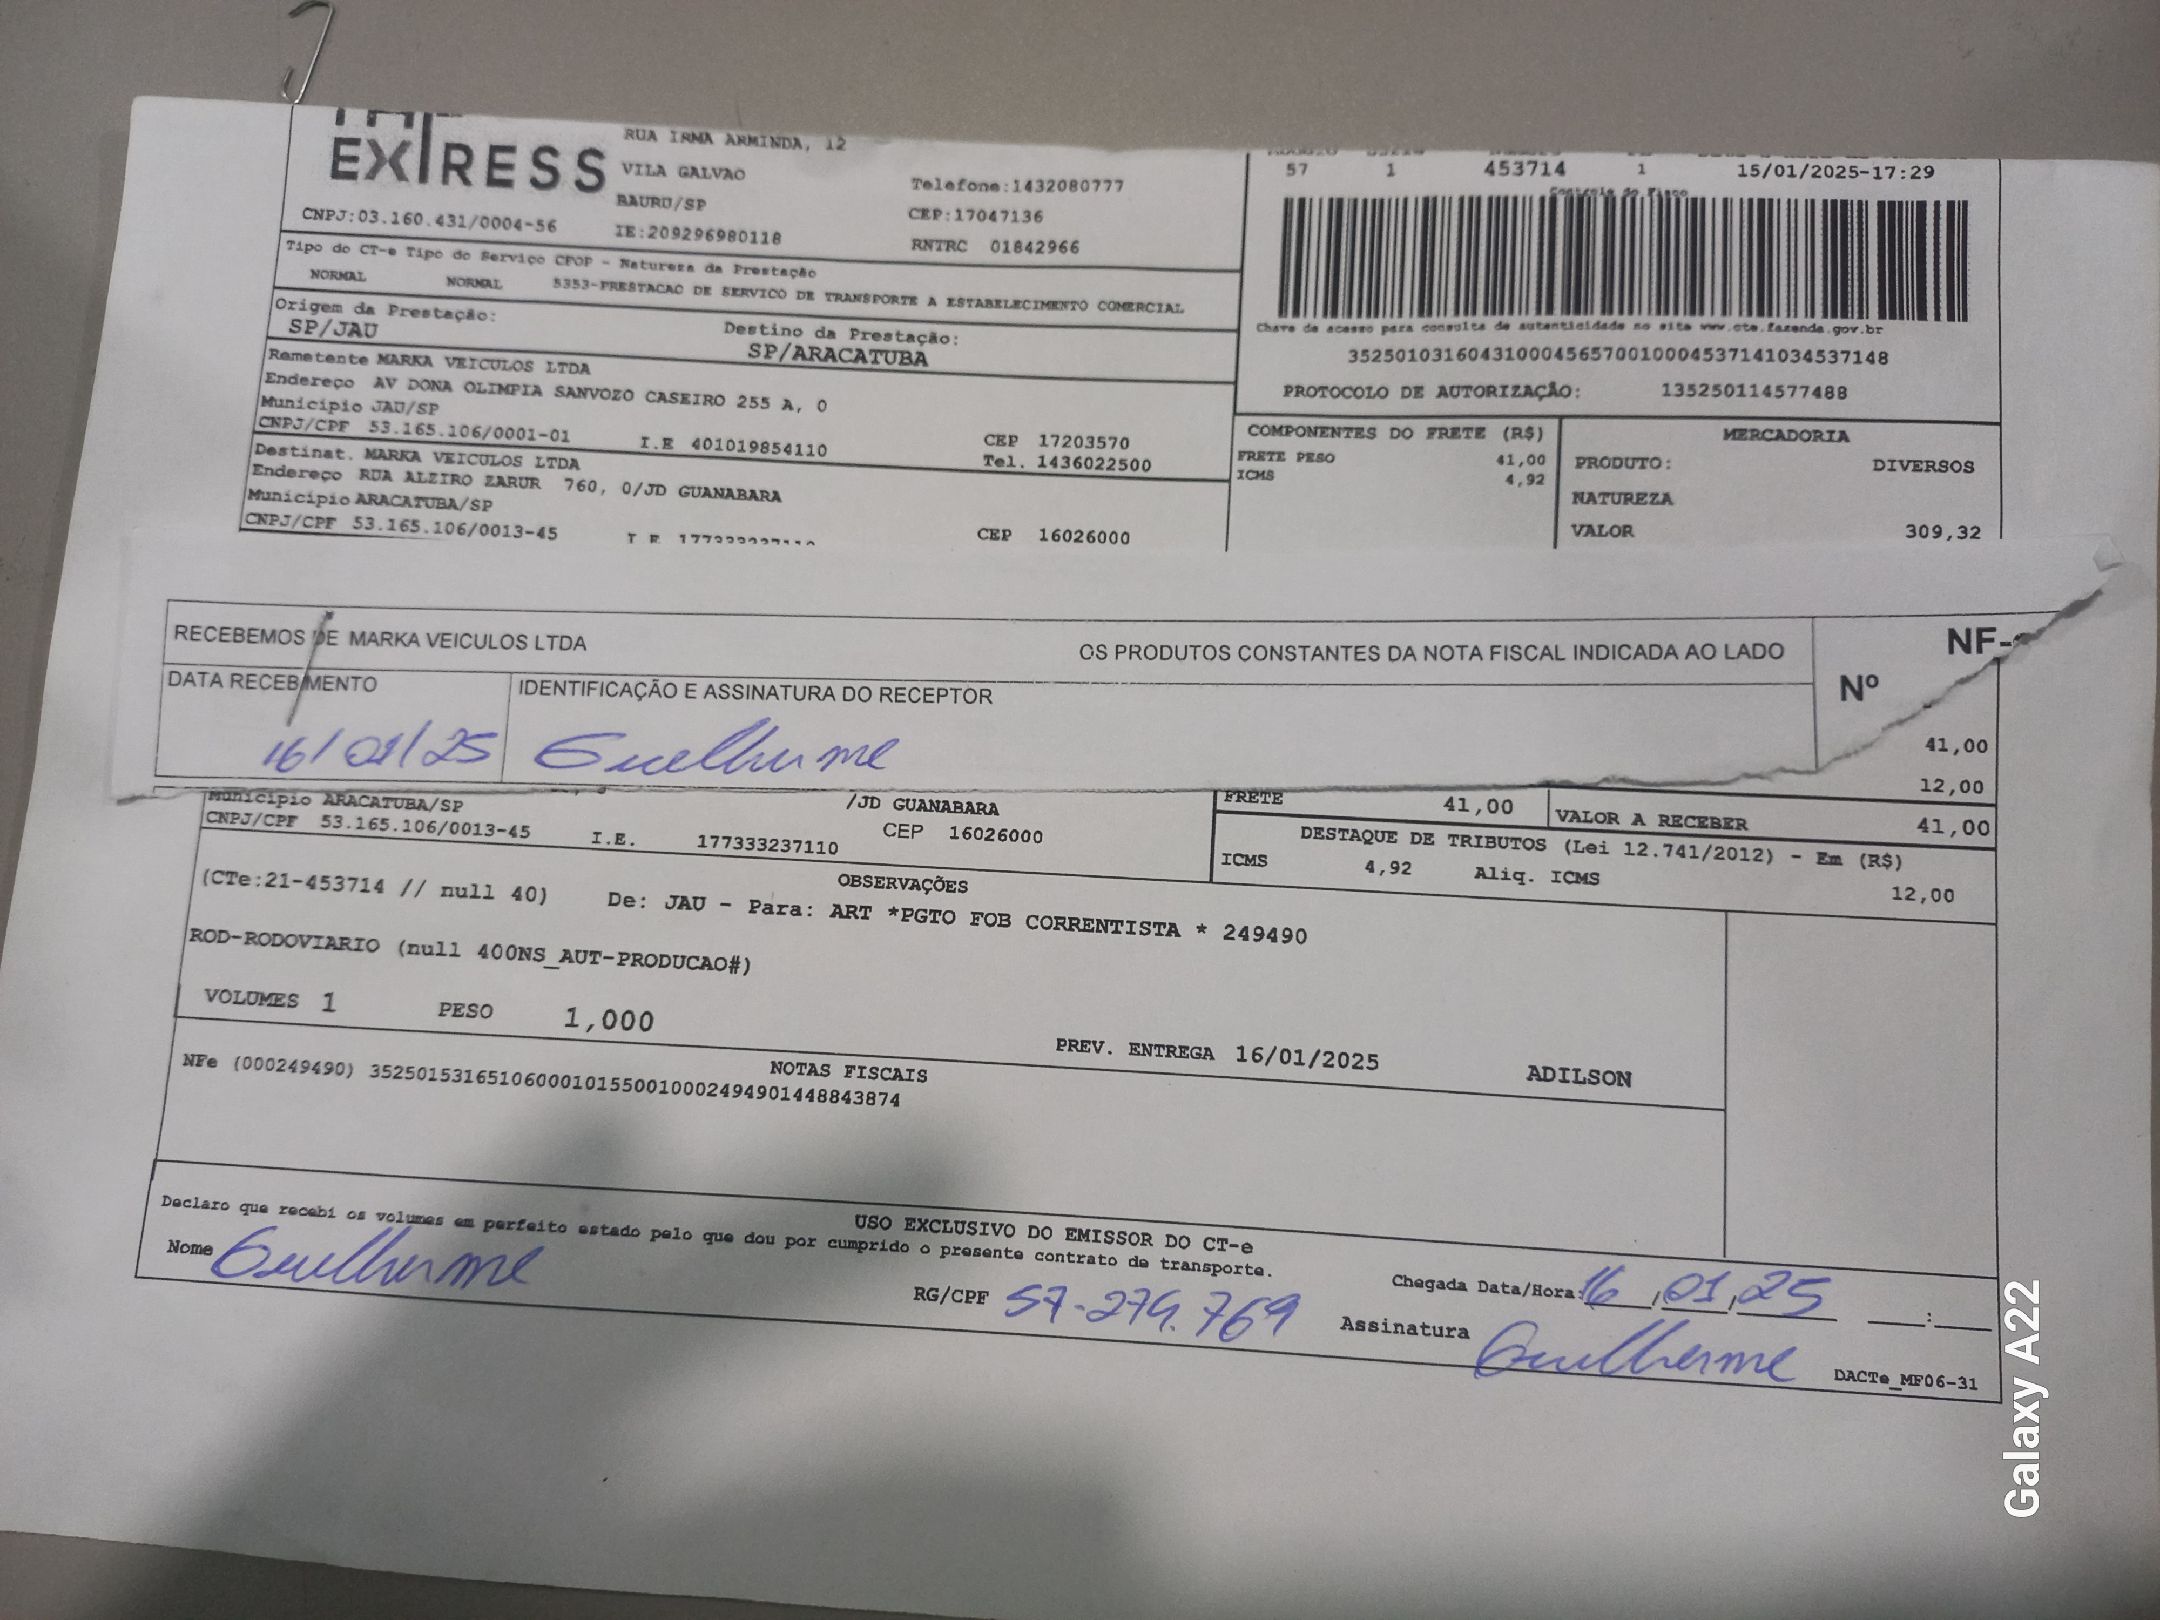 EXPRESS
RUA IRMA ARMINDA, 12
VILA GALVAO
BAURU/SP
Telefone:1432080777
CEP:17047136
CNPJ:03.160.431/0004-56
IE:209296980118
RNTRC 01842966
57 1 453714 1 15/01/2025-17:29
Controle do Fisco
Tipo do CT-e Tipo do Serviço CFOP - Natureza da Prestação
NORMAL NORMAL 5353-PRESTACAO DE SERVICO DE TRANSPORTE A ESTABELECIMENTO COMERCIAL
Origem da Prestação:
SP/JAU
Destino da Prestação:
SP/ARACATUBA
Chave de acesso para consulta de autenticidade no site www.cte.fazenda.gov.br
35250103160431000456570010004537141034537148
PROTOCOLO DE AUTORIZAÇÃO: 135250114577488
Remetente MARKA VEICULOS LTDA
Endereço AV DONA OLIMPIA SANVOZO CASEIRO 255 A, 0
Município JAU/SP
CNPJ/CPF 53.165.106/0001-01 I.E 401019854110
CEP 17203570
Tel. 1436022500
Destinat. MARKA VEICULOS LTDA
Endereço RUA ALZIRO ZARUR 760, 0/JD GUANABARA
Município ARACATUBA/SP
CNPJ/CPF 53.165.106/0013-45 CEP 16026000
COMPONENTES DO FRETE (R$)
FRETE PESO 41,00
ICMS 4,92
MERCADORIA
PRODUTO: DIVERSOS
NATUREZA
VALOR 309,32
RECEBEMOS DE MARKA VEICULOS LTDA OS PRODUTOS CONSTANTES DA NOTA FISCAL INDICADA AO LADO
NF-
Nº
DATA RECEBIMENTO
16/01/25
IDENTIFICAÇÃO E ASSINATURA DO RECEPTOR
Guilherme
41,00
12,00
Município ARACATUBA/SP /JD GUANABARA
CNPJ/CPF 53.165.106/0013-45 I.E. 177333237110 CEP 16026000
FRETE 41,00 VALOR A RECEBER 41,00
DESTAQUE DE TRIBUTOS (Lei 12.741/2012) - Em (R$)
ICMS 4,92 Aliq. ICMS 12,00
OBSERVAÇÕES
(CTe:21-453714 // null 40) De: JAU - Para: ART *PGTO FOB CORRENTISTA * 249490
ROD-RODOVIARIO (null 400NS_AUT-PRODUCAO#)
VOLUMES 1 PESO 1,000
PREV. ENTREGA 16/01/2025 ADILSON
NOTAS FISCAIS
NFe (000249490) 35250153165106000101550010002494901448843874
USO EXCLUSIVO DO EMISSOR DO CT-e
Declaro que recebi os volumes em perfeito estado pelo que dou por cumprido o presente contrato de transporte.
Nome Guilherme
RG/CPF 57-279.769
Chegada Data/Hora: 16/01/25 __:__
Assinatura Guilherme
DACTe_MF06-31
Galaxy A22